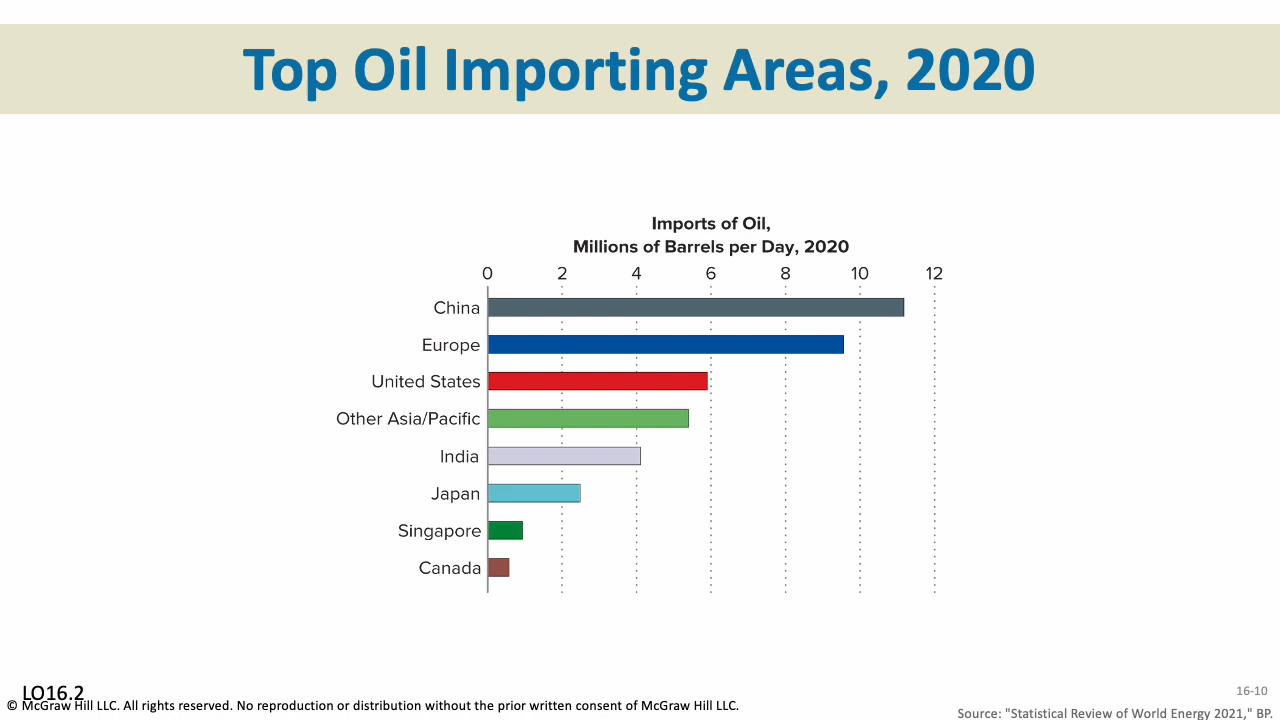 Top Oil Importing Areas, 2020
Imports of Oil,
Millions of Barrels per Day, 2020
0 2 4 6 8 10 12
China
Europe
United States
Other Asia/Pacific
India
Japan
Singapore
Canada
LO16.2
16-10
© McGraw Hill LLC. All rights reserved. No reproduction or distribution without the prior written consent of McGraw Hill LLC.
Source: "Statistical Review of World Energy 2021," BP.